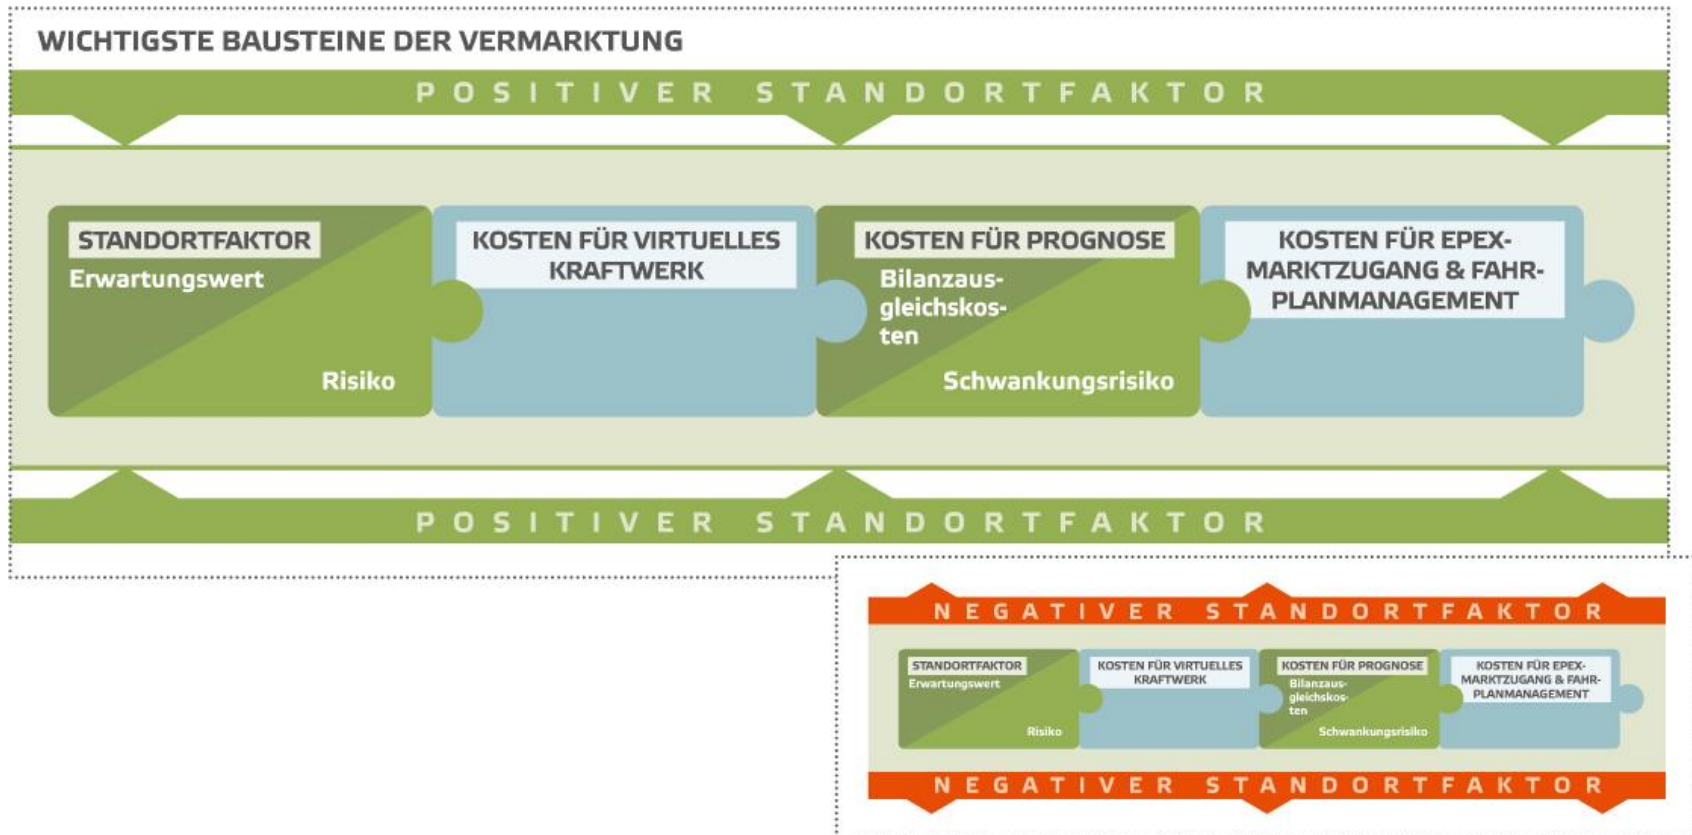 WICHTIGSTE BAUSTEINE DER VERMARKTUNG
POSITIVER STANDORTFAKTOR
STANDORTFAKTOR
Erwartungswert
Risiko
KOSTEN FÜR VIRTUELLES
KRAFTWERK
KOSTEN FÜR PROGNOSE
Bilanzaus-
gleichskos-
ten
Schwankungsrisiko
KOSTEN FÜR EPEX-
MARKTZUGANG & FAHR-
PLANMANAGEMENT
POSITIVER STANDORTFAKTOR
NEGATIVER STANDORTFAKTOR
STANDORTFAKTOR
Erwartungswert
Risiko
KOSTEN FÜR VIRTUELLES
KRAFTWERK
KOSTEN FÜR PROGNOSE
Bilanzaus-
gleichskos-
ten
Schwankungsrisiko
KOSTEN FÜR EPEX-
MARKTZUGANG & FAHR-
PLANMANAGEMENT
NEGATIVER STANDORTFAKTOR